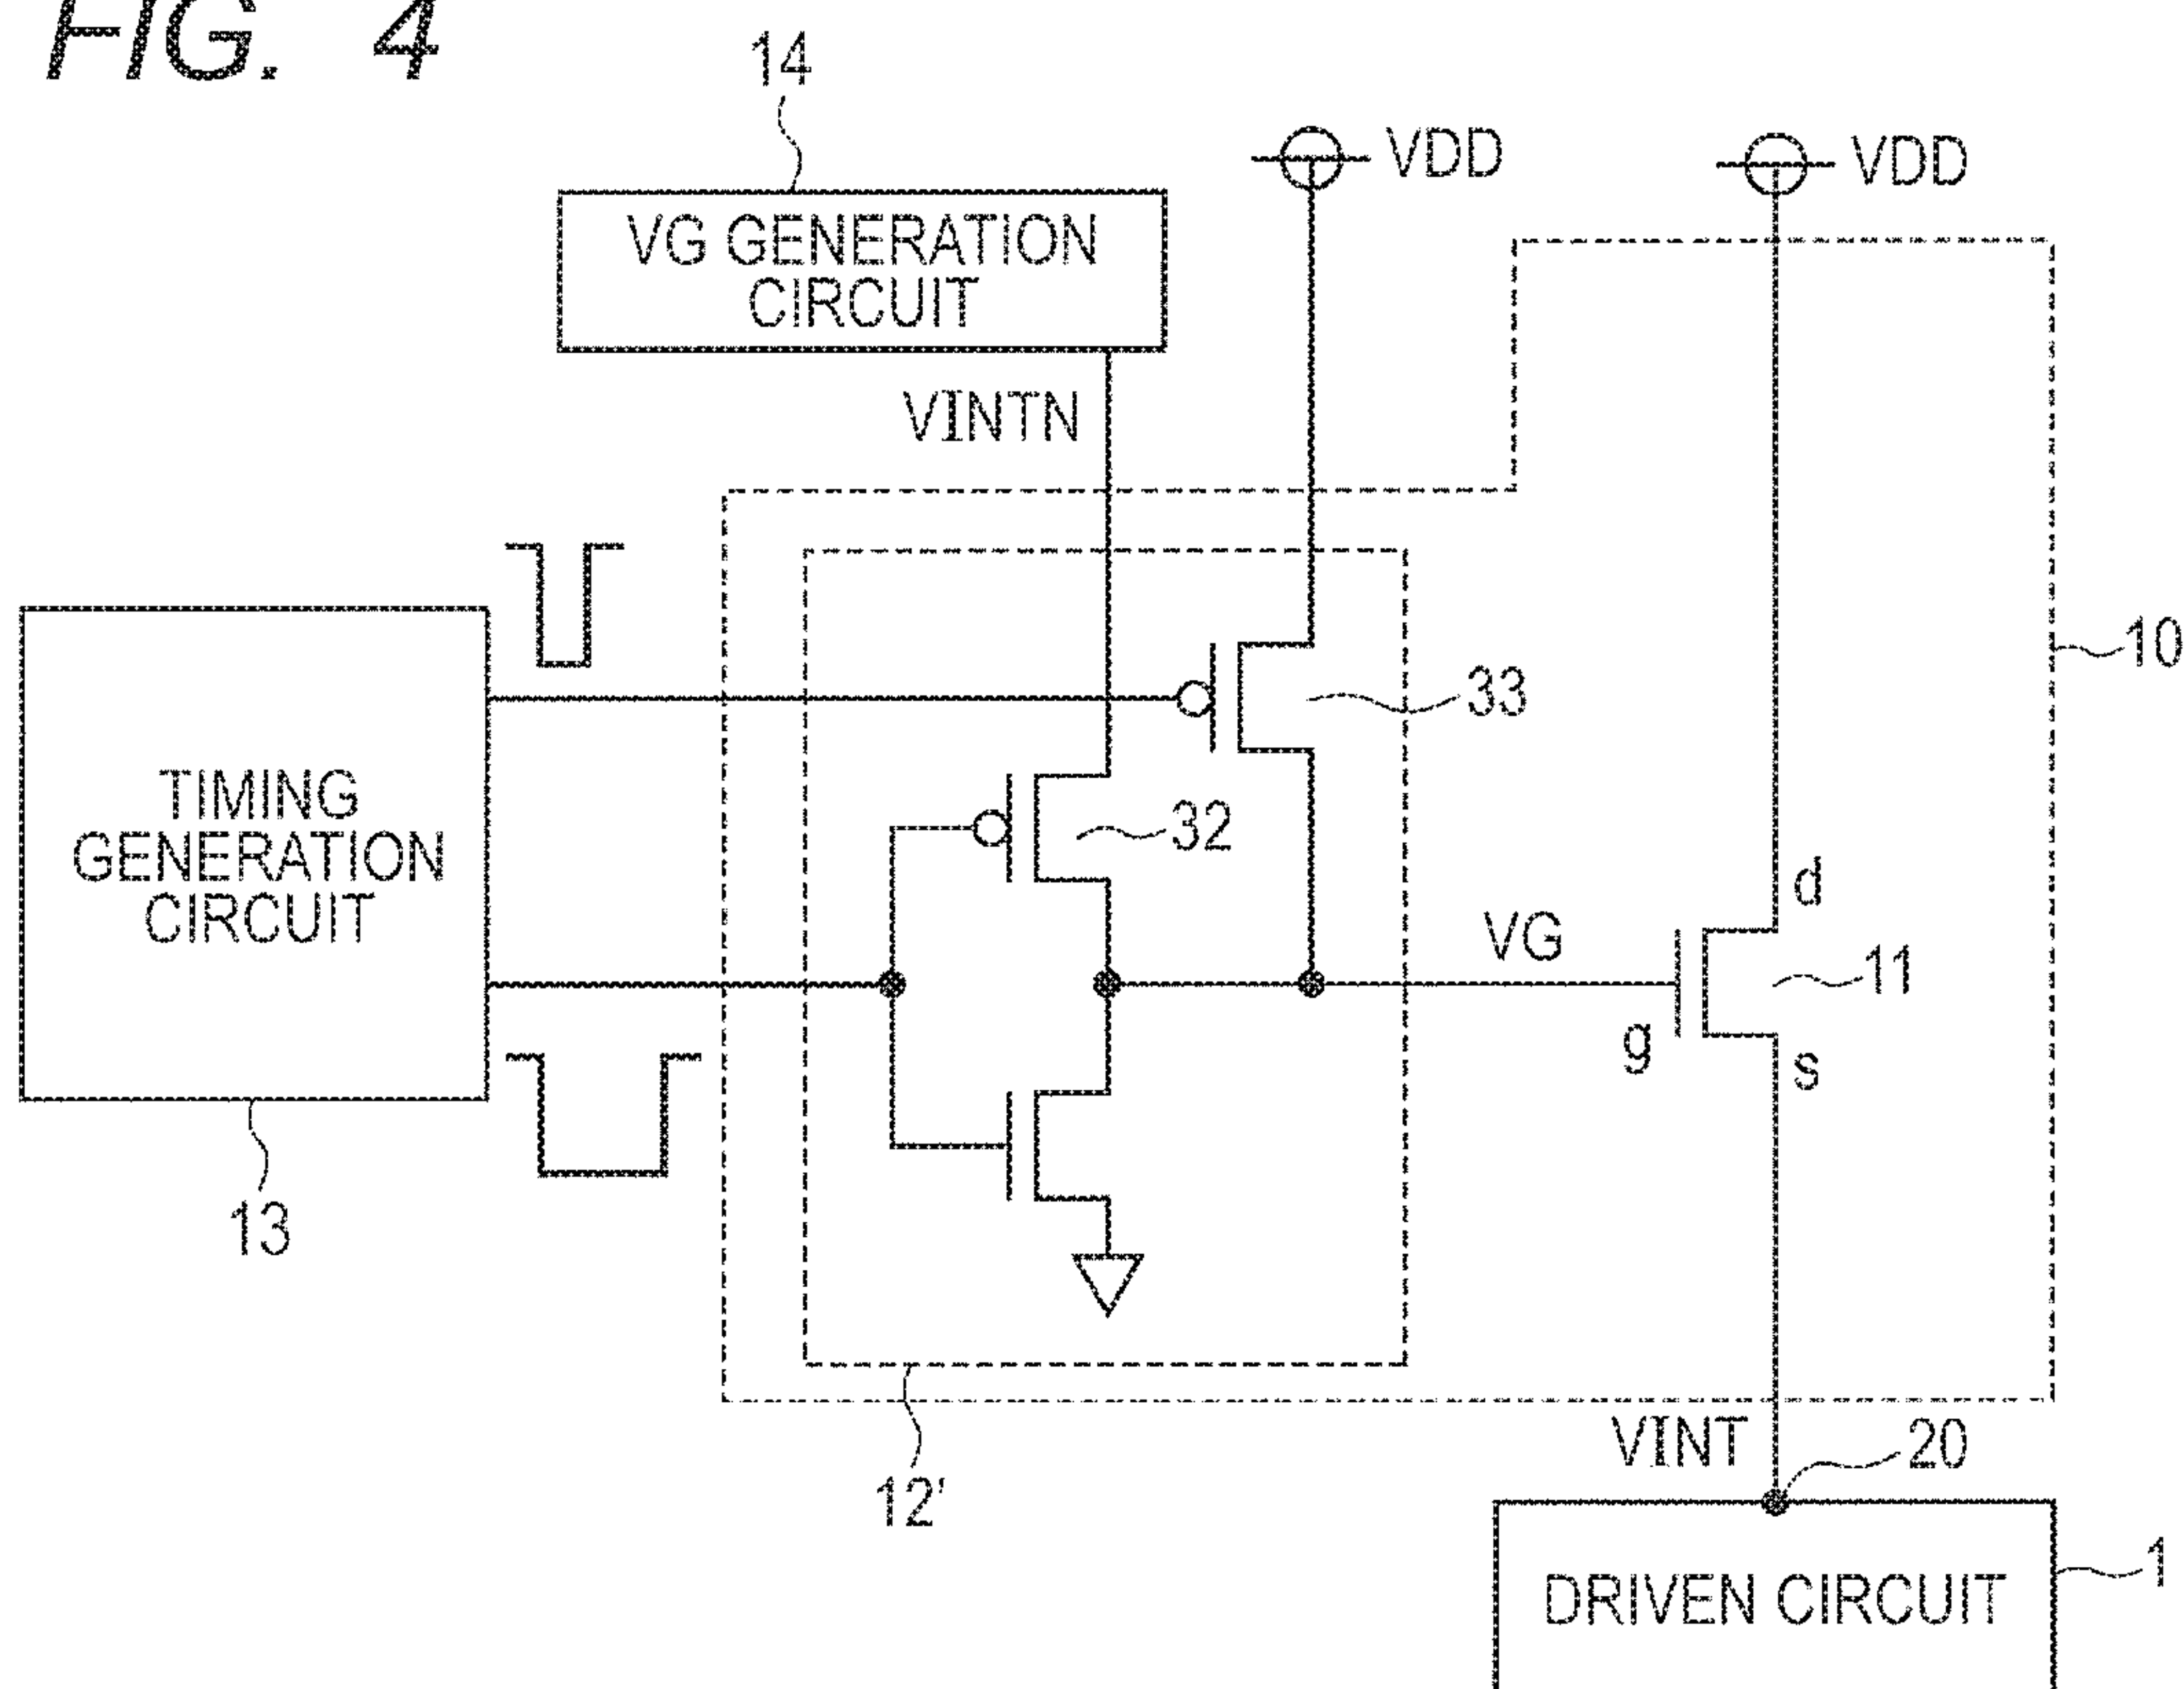 FIG. 4
14
VDD
VDD
VG GENERATION
CIRCUIT
VINTN
10
33
TIMING
GENERATION
CIRCUIT
32
d
VG
11
g
s
13
12'
VINT
20
1
DRIVEN CIRCUIT